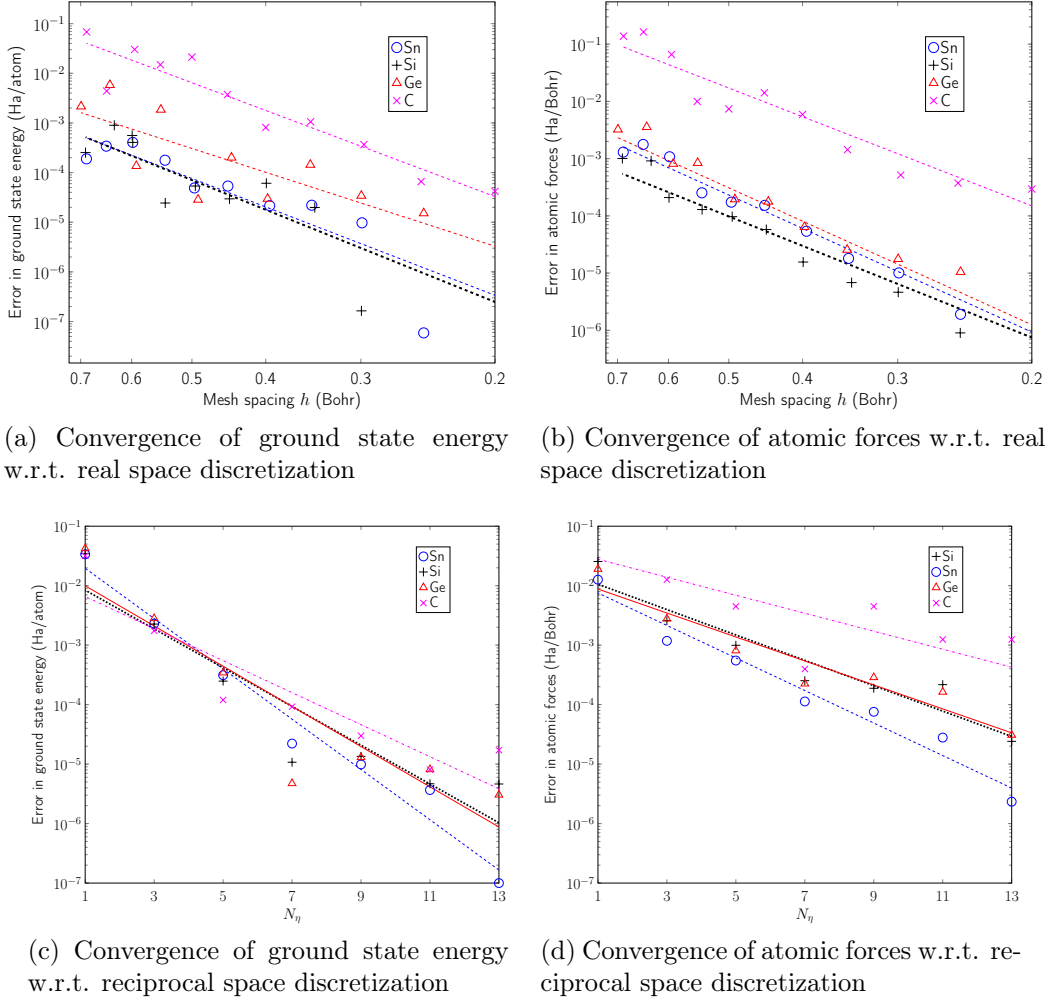 Error in ground state energy (Ha/atom)
10^{-1}
10^{-2}
10^{-3}
10^{-4}
10^{-5}
10^{-6}
10^{-7}
Sn
Si
Ge
C
0.7 0.6 0.5 0.4 0.3 0.2
Mesh spacing h (Bohr)
(a) Convergence of ground state energy
w.r.t. real space discretization
Error in atomic forces (Ha/Bohr)
10^{-1}
10^{-2}
10^{-3}
10^{-4}
10^{-5}
10^{-6}
Sn
Si
Ge
C
0.7 0.6 0.5 0.4 0.3 0.2
Mesh spacing h (Bohr)
(b) Convergence of atomic forces w.r.t. real
space discretization
Error in ground state energy (Ha/atom)
10^{-1}
10^{-2}
10^{-3}
10^{-4}
10^{-5}
10^{-6}
10^{-7}
Sn
Si
Ge
C
1 3 5 7 9 11 13
N_η
(c) Convergence of ground state energy
w.r.t. reciprocal space discretization
Error in atomic forces (Ha/Bohr)
10^{-1}
10^{-2}
10^{-3}
10^{-4}
10^{-5}
10^{-6}
10^{-7}
Si
Sn
Ge
C
1 3 5 7 9 11 13
N_η
(d) Convergence of atomic forces w.r.t. re-
ciprocal space discretization